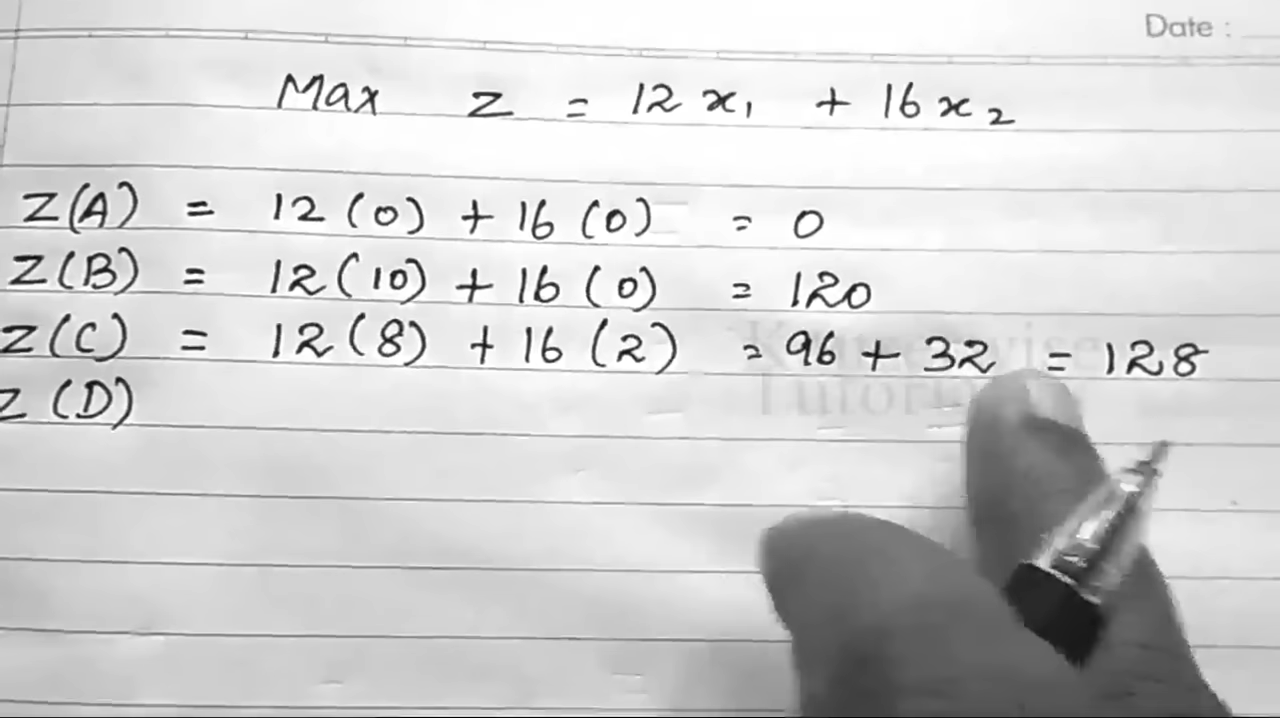 Date :
Max z = 12x₁ + 16x₂
Z(A) = 12(0) + 16(0) = 0
Z(B) = 12(10) + 16(0) = 120
Z(C) = 12(8) + 16(2) = 96 + 32 = 128
Z(D)